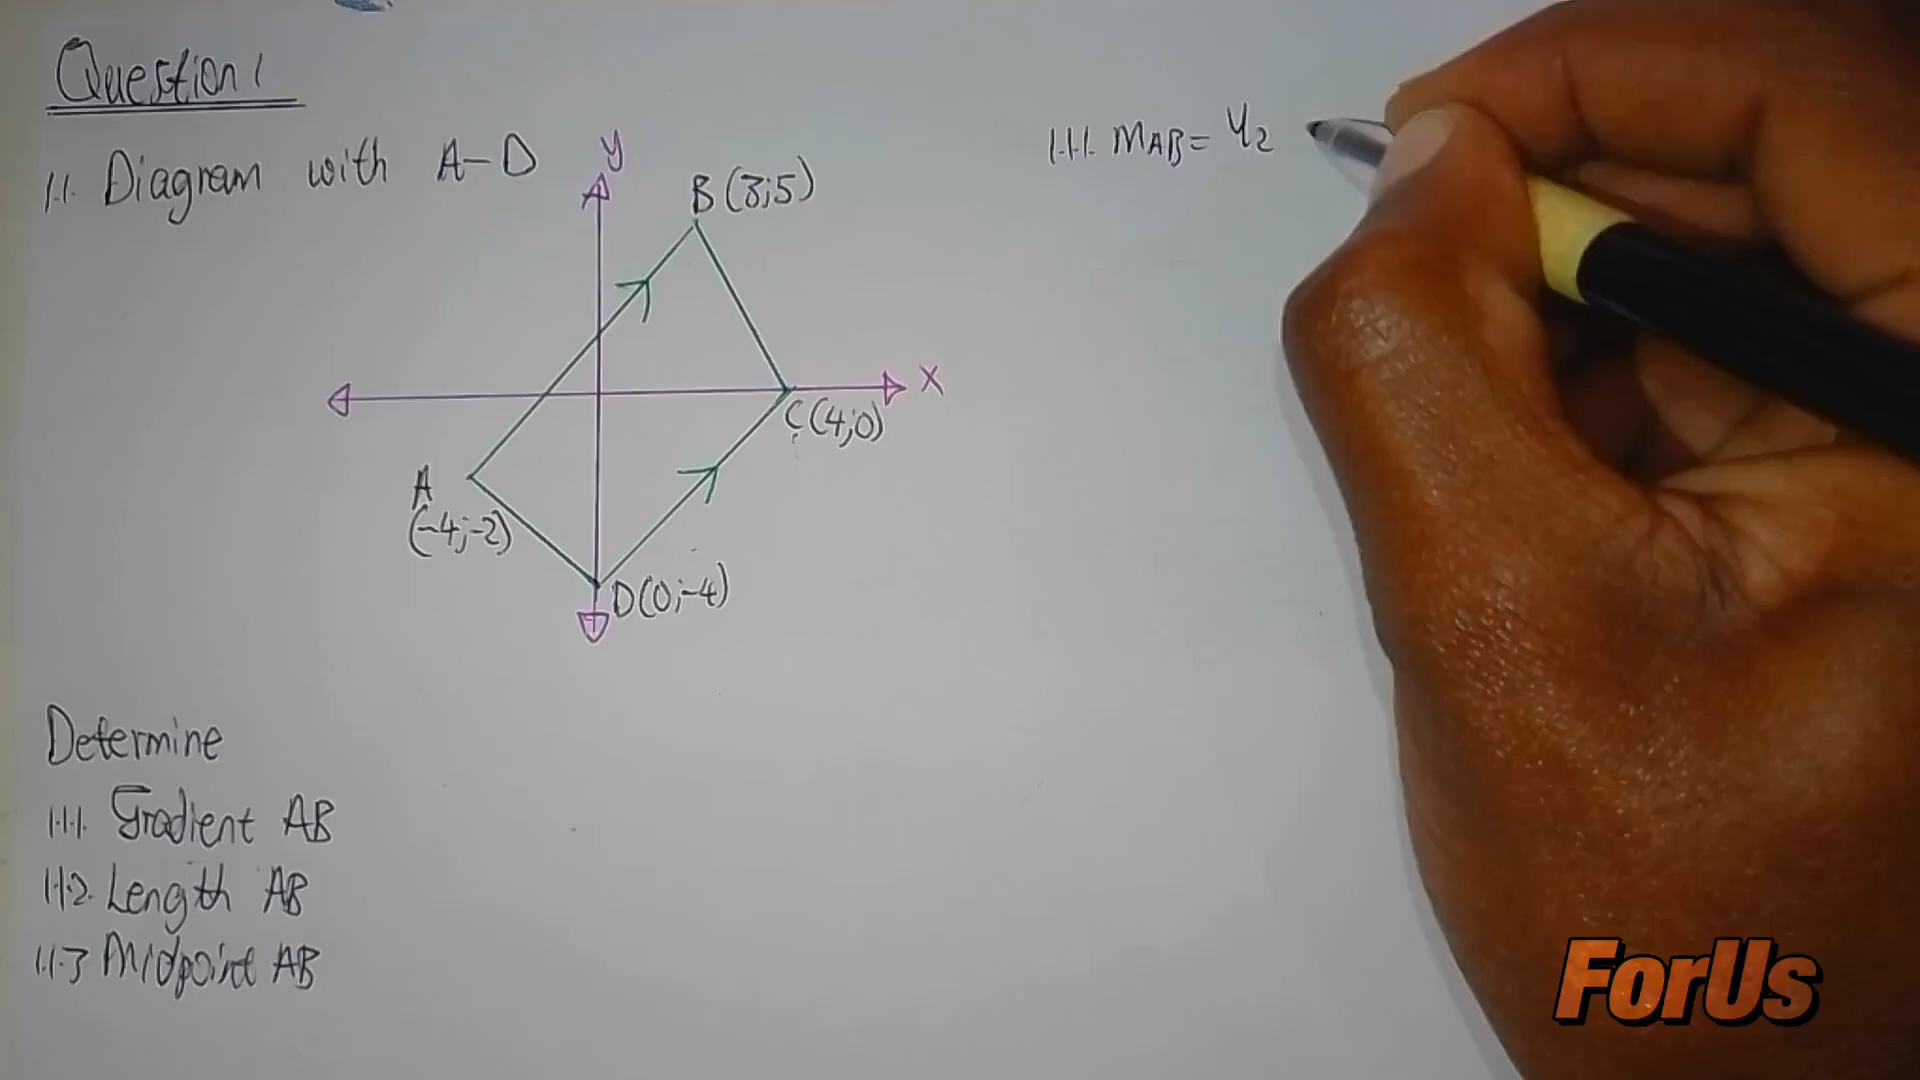 Question 1
1.1. Diagram with A-D
y
B (3;5)
x
C (4;0)
A
(-4;-2)
D(0;-4)
1.1.1. MAB = y2
Determine
1.1.1. Gradient AB
1.1.2. Length AB
1.1.3 Midpoint AB
ForUs